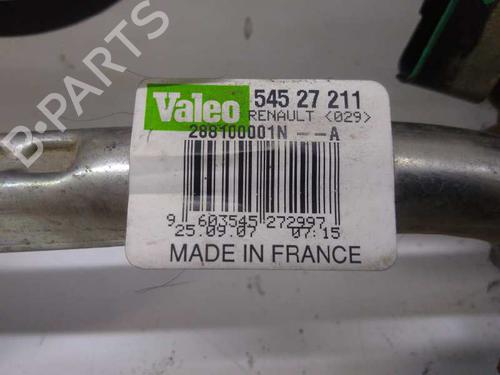 Valeo 545 27 211
RENAULT <029>
288100001N -- A
9 603545 272997
25.09.07 07:15
MADE IN FRANCE
B-PARTS